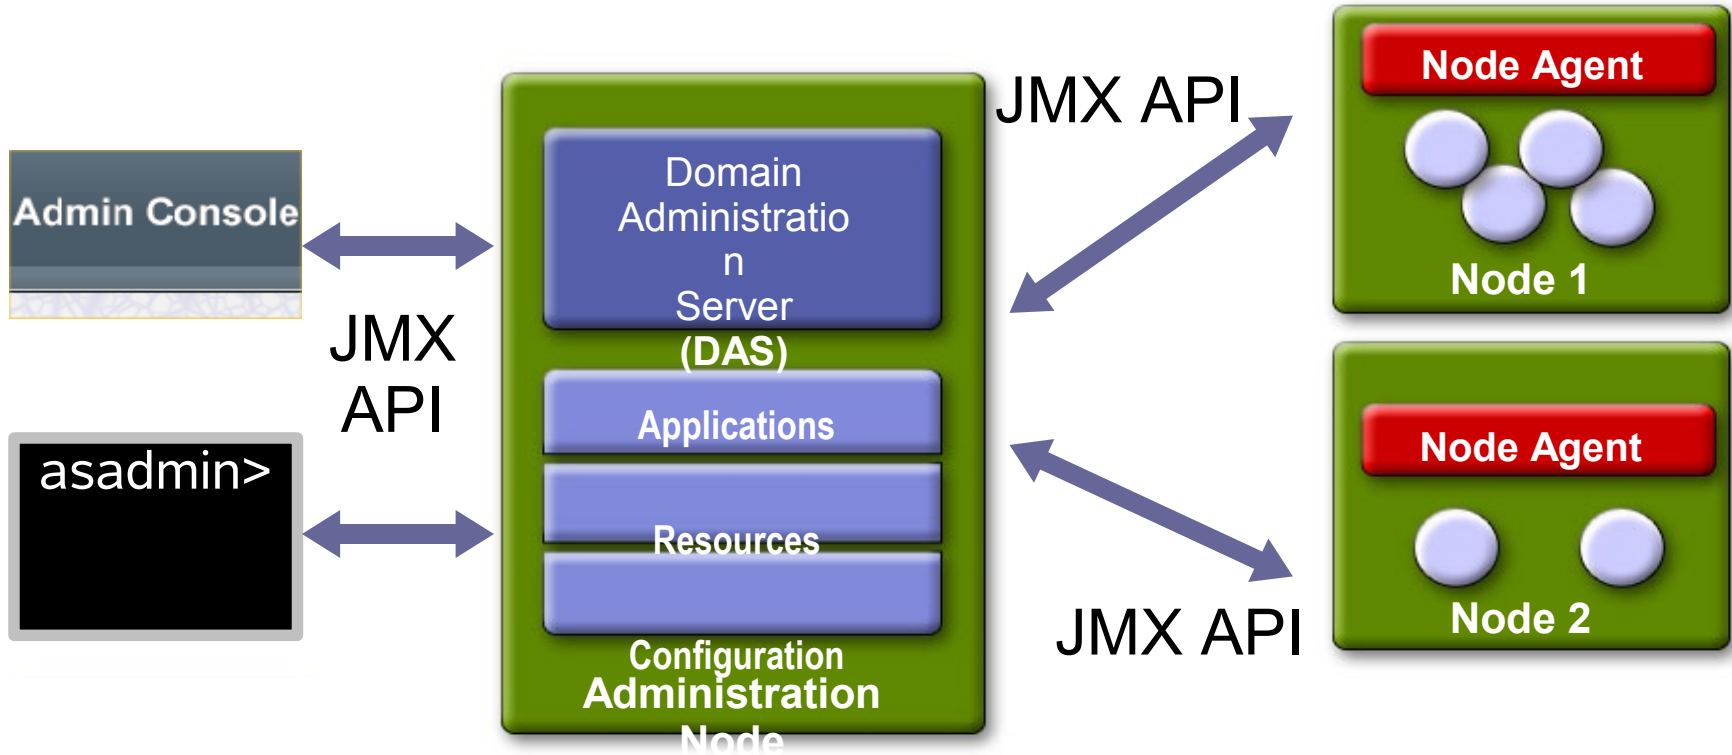 Admin Console
JMX
API
asadmin>
Domain
Administratio
n
Server
(DAS)
Applications
Resources
Configuration
Administration
Node
JMX API
JMX API
Node Agent
Node 1
Node Agent
Node 2